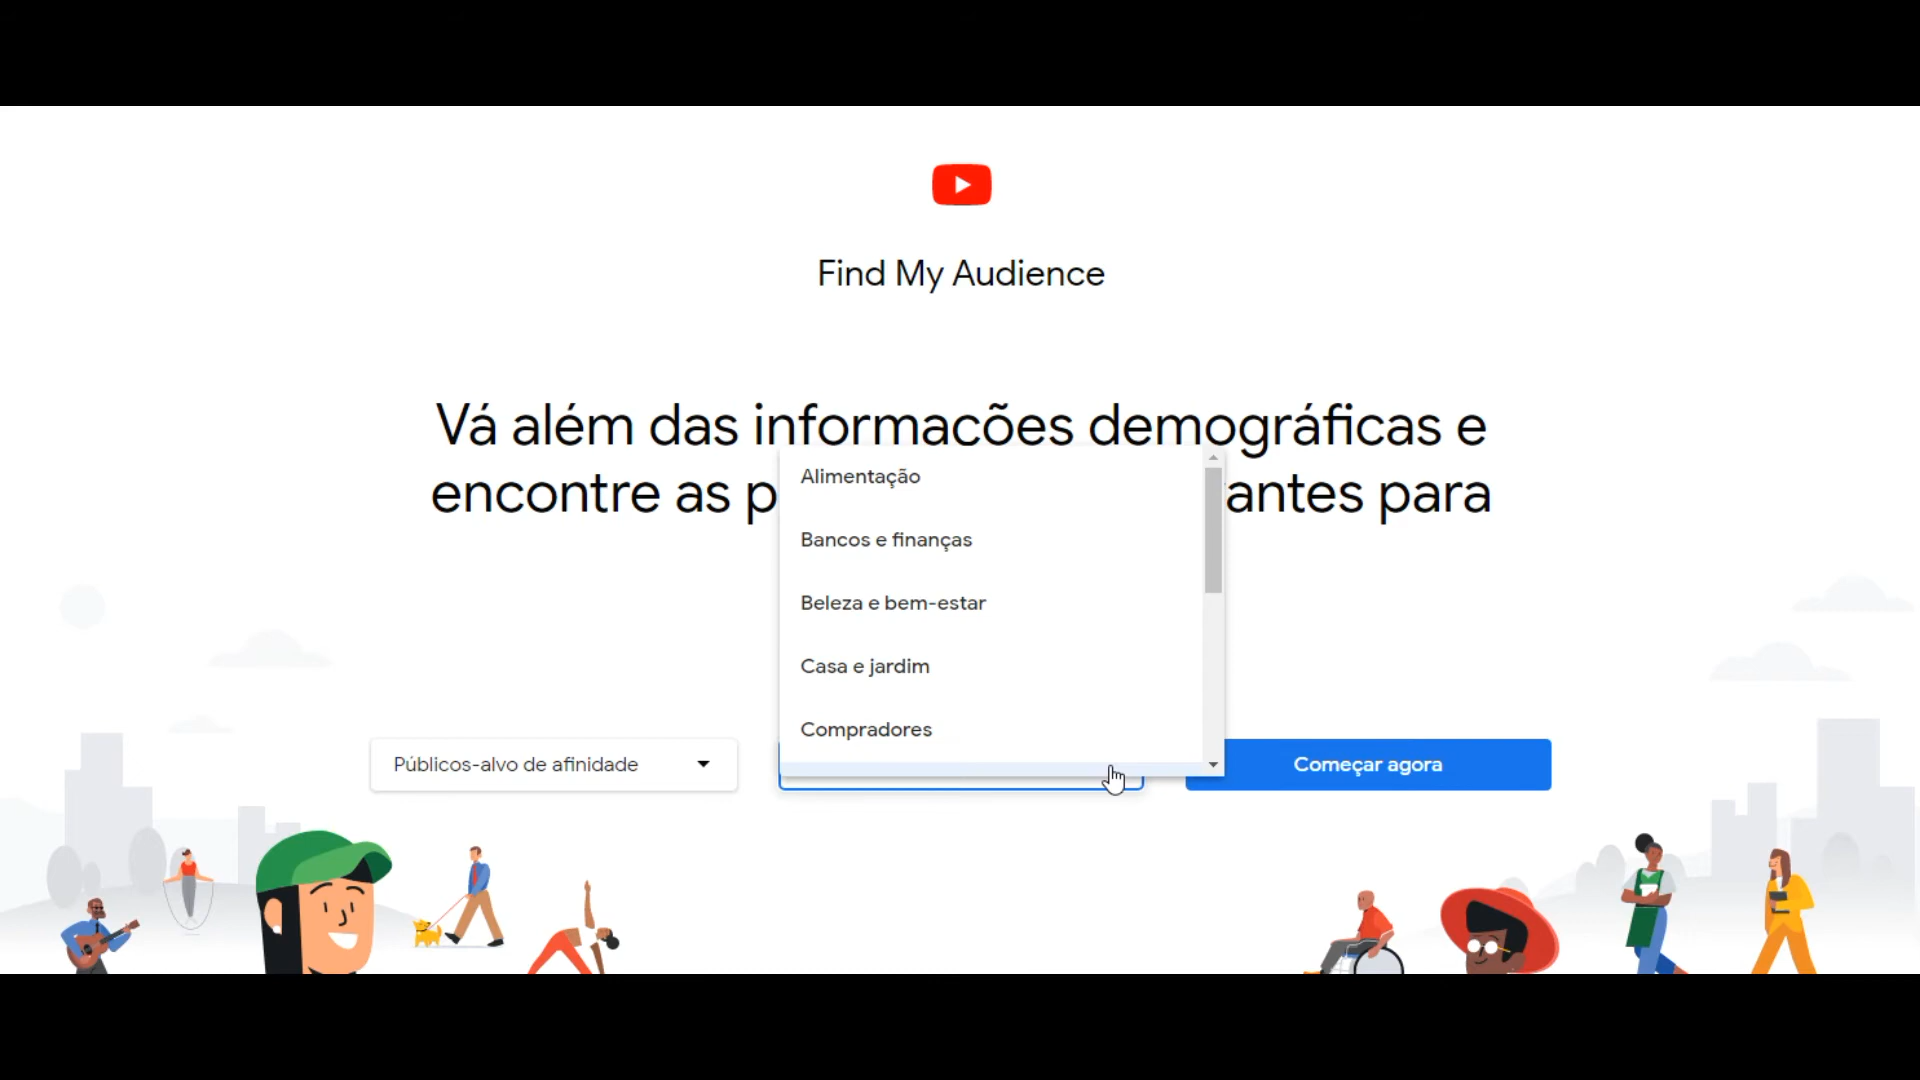 Find My Audience
Vá além das informações demográficas e
encontre as p
antes para
Alimentação
Bancos e finanças
Beleza e bem-estar
Casa e jardim
Compradores
Públicos-alvo de afinidade
Começar agora